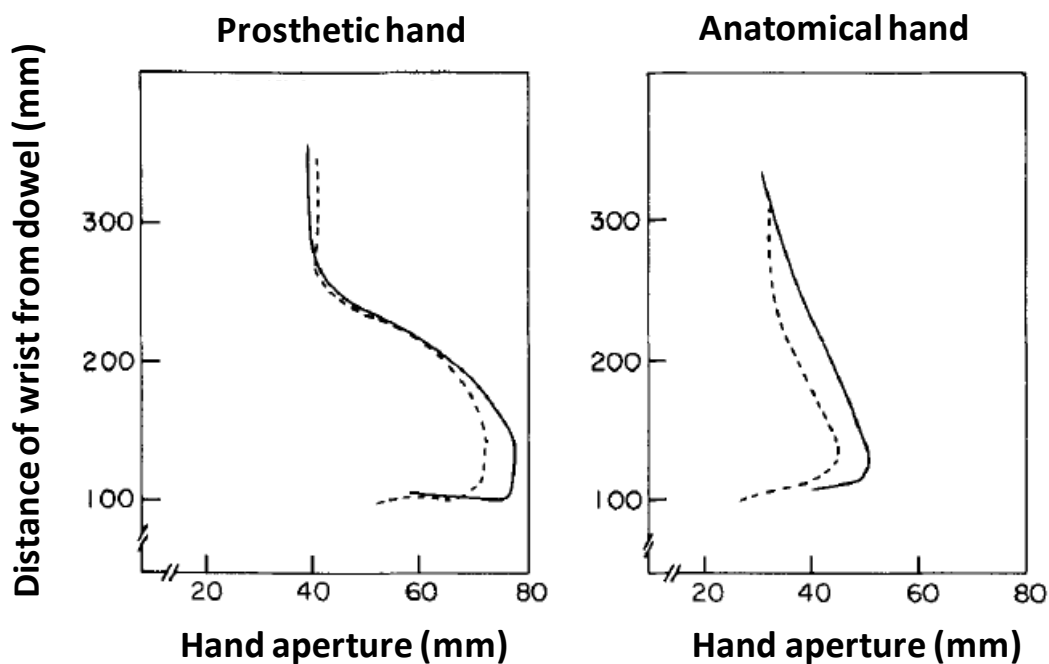 Prosthetic hand
Anatomical hand
Distance of wrist from dowel (mm)
300
200
100
20 40 60 80
Hand aperture (mm)
300
200
100
20 40 60 80
Hand aperture (mm)